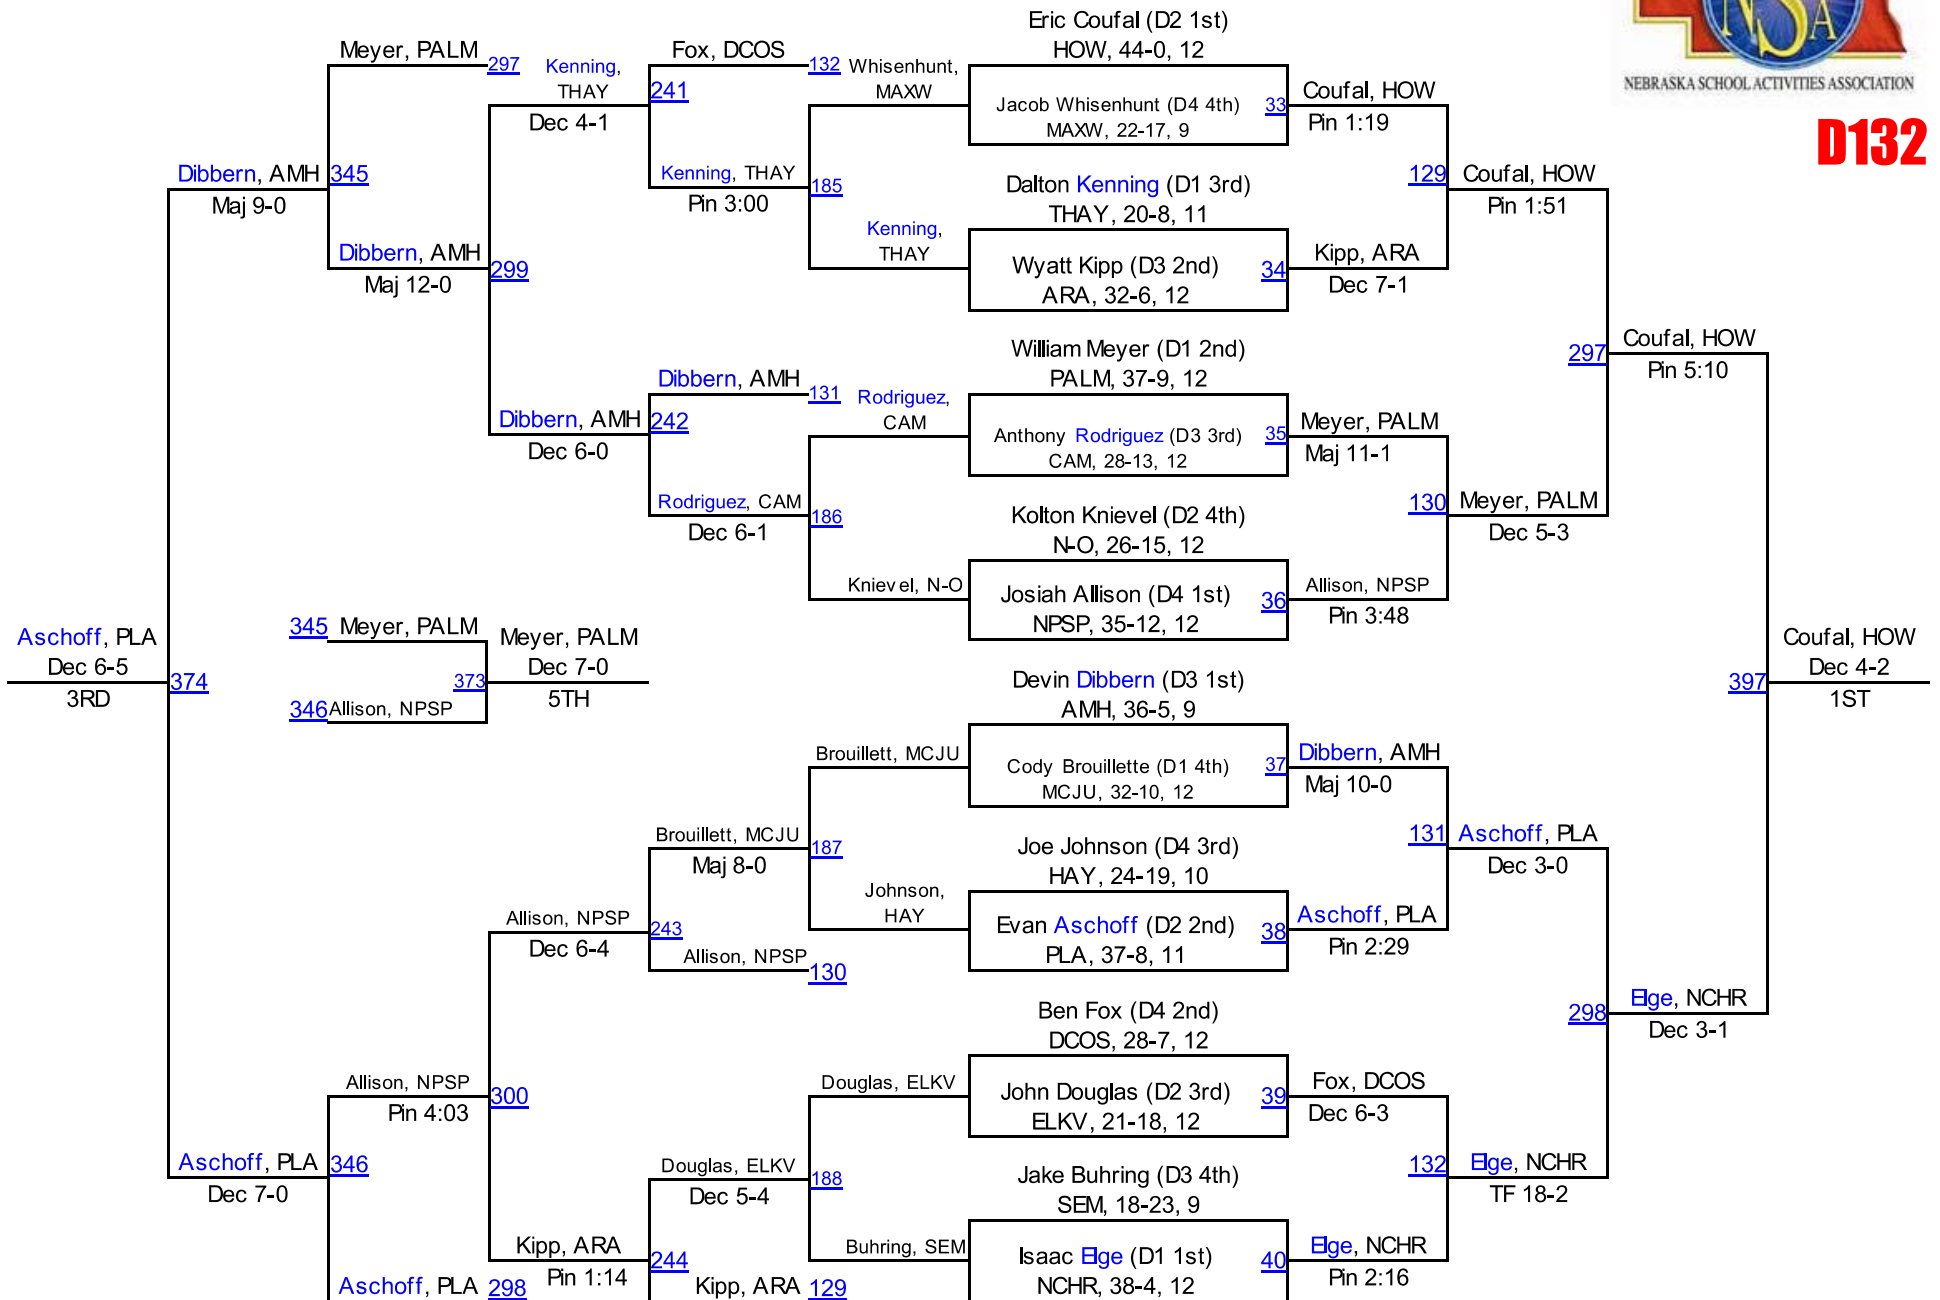 Eric Coufal (D2 1st)
HOW, 44-0, 12
NSA
NEBRASKA SCHOOL ACTIVITIES ASSOCIATION
D132
Meyer, PALM
297
Kenning,
THAY
Dec 4-1
Fox, DCOS
132
241
Whisenhunt,
MAXW
Jacob Whisenhunt (D4 4th)
MAXW, 22-17, 9
33
Coufal, HOW
Pin 1:19
Dibbern, AMH
345
Maj 9-0
Kenning, THAY
185
Pin 3:00
Dalton Kenning (D1 3rd)
THAY, 20-8, 11
129
Coufal, HOW
Pin 1:51
Dibbern, AMH
299
Maj 12-0
Kenning,
THAY
Wyatt Kipp (D3 2nd)
ARA, 32-6, 12
34
Kipp, ARA
Dec 7-1
William Meyer (D1 2nd)
PALM, 37-9, 12
297
Coufal, HOW
Pin 5:10
Dibbern, AMH
131
Rodriguez,
CAM
Dibbern, AMH
242
Dec 6-0
Anthony Rodriguez (D3 3rd)
CAM, 28-13, 12
35
Meyer, PALM
Maj 11-1
Rodriguez, CAM
186
Dec 6-1
Kolton Knievel (D2 4th)
N-O, 26-15, 12
130
Meyer, PALM
Dec 5-3
Knievel, N-O
Josiah Allison (D4 1st)
NPSP, 35-12, 12
36
Allison, NPSP
Pin 3:48
Aschoff, PLA
Dec 6-5
374
3RD
345
Meyer, PALM
373
Meyer, PALM
Dec 7-0
5TH
346
Allison, NPSP
Devin Dibbern (D3 1st)
AMH, 36-5, 9
397
Coufal, HOW
Dec 4-2
1ST
Brouillett, MCJU
Cody Brouillette (D1 4th)
MCJU, 32-10, 12
37
Dibbern, AMH
Maj 10-0
Brouillett, MCJU
187
Maj 8-0
Joe Johnson (D4 3rd)
HAY, 24-19, 10
131
Aschoff, PLA
Dec 3-0
Johnson,
HAY
Allison, NPSP
243
Dec 6-4
Allison, NPSP
130
Evan Aschoff (D2 2nd)
PLA, 37-8, 11
38
Aschoff, PLA
Pin 2:29
Ben Fox (D4 2nd)
DCOS, 28-7, 12
298
Elge, NCHR
Dec 3-1
Allison, NPSP
300
Pin 4:03
Douglas, ELKV
John Douglas (D2 3rd)
ELKV, 21-18, 12
39
Fox, DCOS
Dec 6-3
Aschoff, PLA
346
Dec 7-0
Douglas, ELKV
188
Dec 5-4
Jake Buhring (D3 4th)
SEM, 18-23, 9
132
Elge, NCHR
TF 18-2
Kipp, ARA
244
Pin 1:14
Buhring, SEM
Isaac Elge (D1 1st)
NCHR, 38-4, 12
40
Elge, NCHR
Pin 2:16
Aschoff, PLA
298
Kipp, ARA
129